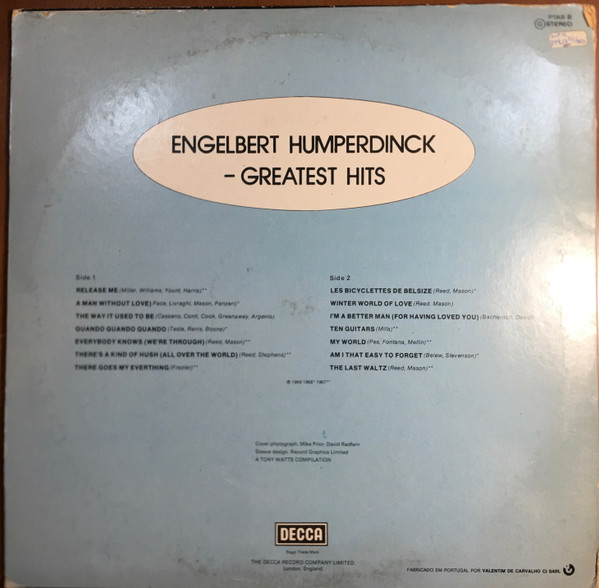 STEREO
ENGELBERT HUMPERDINCK
– GREATEST HITS
Side 1
RELEASE ME (Miller, Williams, Yount, Harris)**
A MAN WITHOUT LOVE) Pace, Livraghi, Mason, Panzeri)*
THE WAY IT USED TO BE (Cassano, Conti, Cook, Greenaway, Argenio)
QUANDO QUANDO QUANDO (Testa, Renis, Boone)*
EVERYBODY KNOWS (WE'RE THROUGH) (Reed, Mason)**
THERE'S A KIND OF HUSH (ALL OVER THE WORLD) (Reed, Stephens)**
THERE GOES MY EVERTHING (Frazier)**
Side 2
LES BICYCLETTES DE BELSIZE (Reed, Mason)*
WINTER WORLD OF LOVE (Reed, Mason)
I'M A BETTER MAN (FOR HAVING LOVED YOU) (Bacharach, David)
TEN GUITARS (Mills)**
MY WORLD (Pes, Fontana, Mellin)**
AM I THAT EASY TO FORGET (Belew, Stevenson)*
THE LAST WALTZ (Reed, Mason)**
℗ 1969 1968* 1967**
Cover photograph, Mike Prior David Redfern
Sleeve design, Record Graphics Limited
A TONY WATTS COMPILATION
DECCA
Regd Trade Mark
THE DECCA RECORD COMPANY LIMITED,
London, England.
FABRICADO EM PORTUGAL POR VALENTIM DE CARVALHO CI SARL